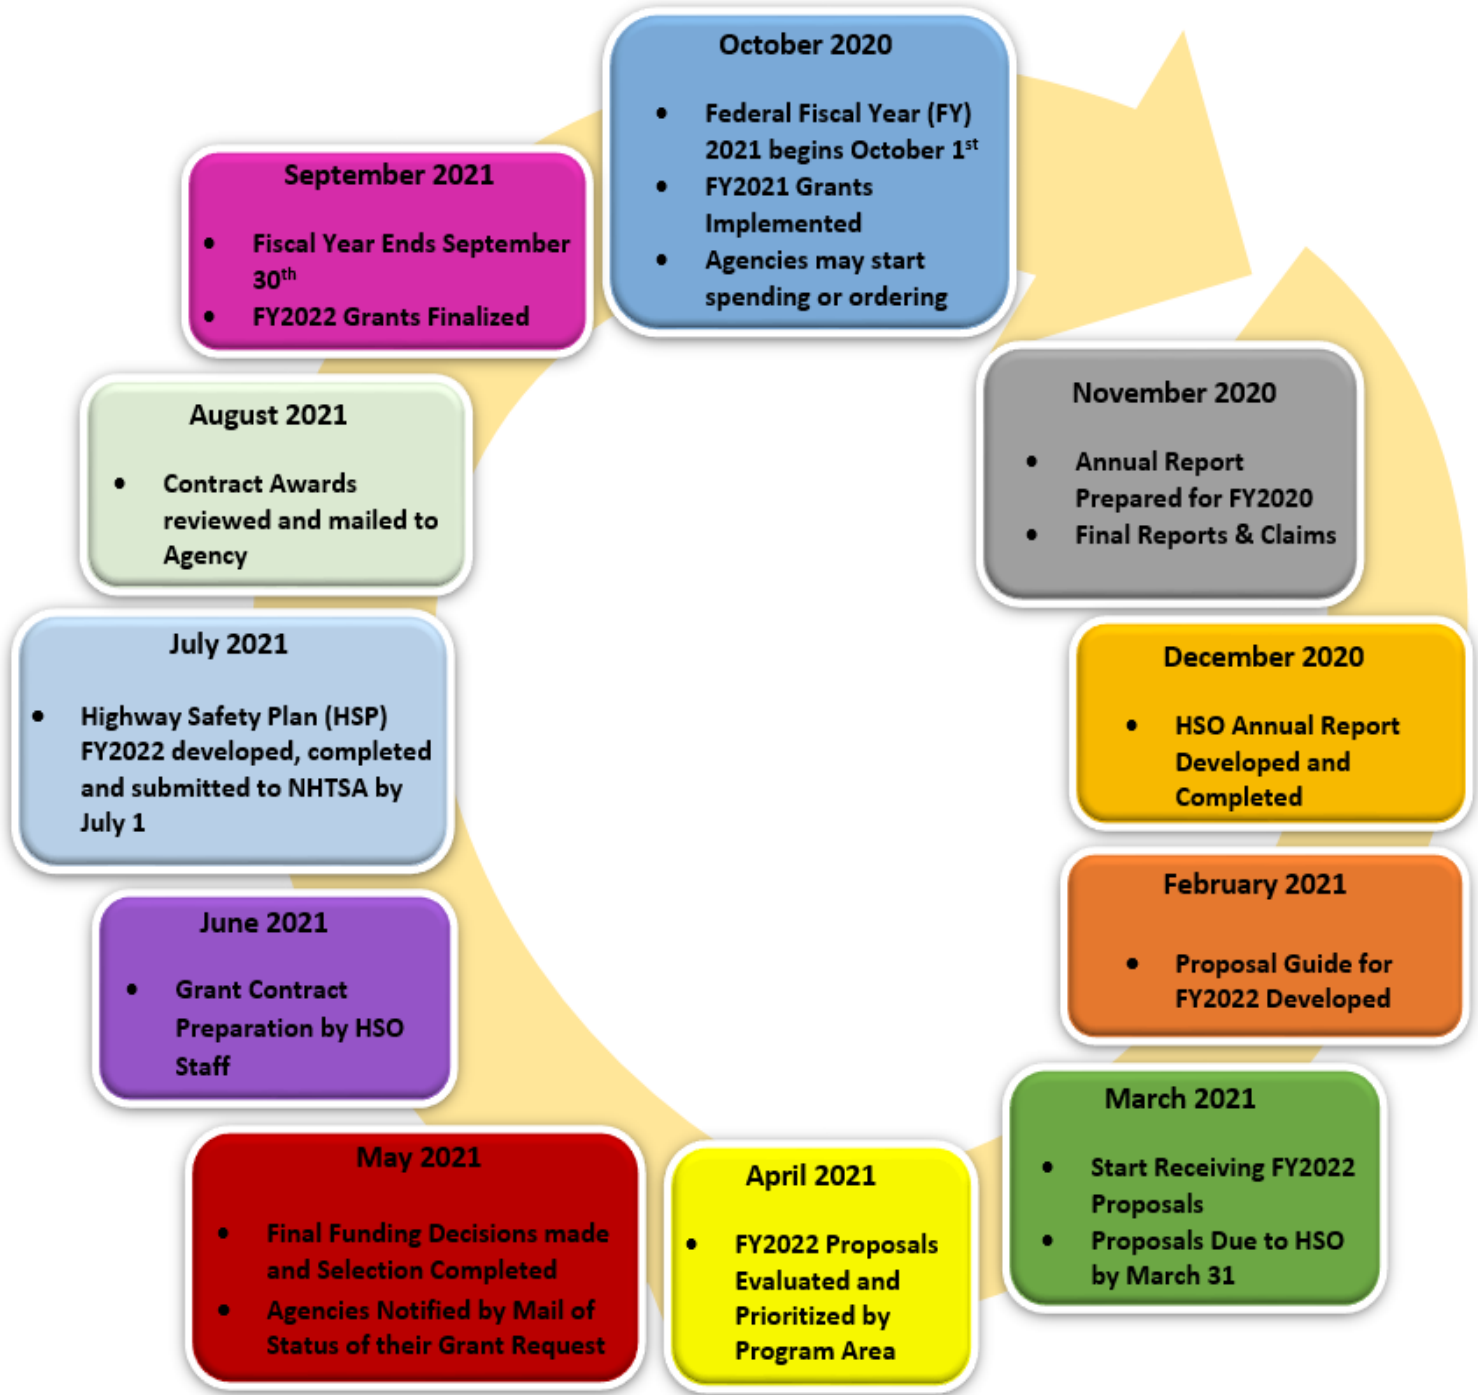 October 2020
• Federal Fiscal Year (FY)
2021 begins October 1st
• FY2021 Grants
Implemented
• Agencies may start
spending or ordering
November 2020
• Annual Report
Prepared for FY2020
• Final Reports & Claims
December 2020
• HSO Annual Report
Developed and
Completed
February 2021
• Proposal Guide for
FY2022 Developed
March 2021
• Start Receiving FY2022
Proposals
• Proposals Due to HSO
by March 31
April 2021
• FY2022 Proposals
Evaluated and
Prioritized by
Program Area
May 2021
• Final Funding Decisions made
and Selection Completed
• Agencies Notified by Mail of
Status of their Grant Request
June 2021
• Grant Contract
Preparation by HSO
Staff
July 2021
• Highway Safety Plan (HSP)
FY2022 developed, completed
and submitted to NHTSA by
July 1
August 2021
• Contract Awards
reviewed and mailed to
Agency
September 2021
• Fiscal Year Ends September
30th
• FY2022 Grants Finalized